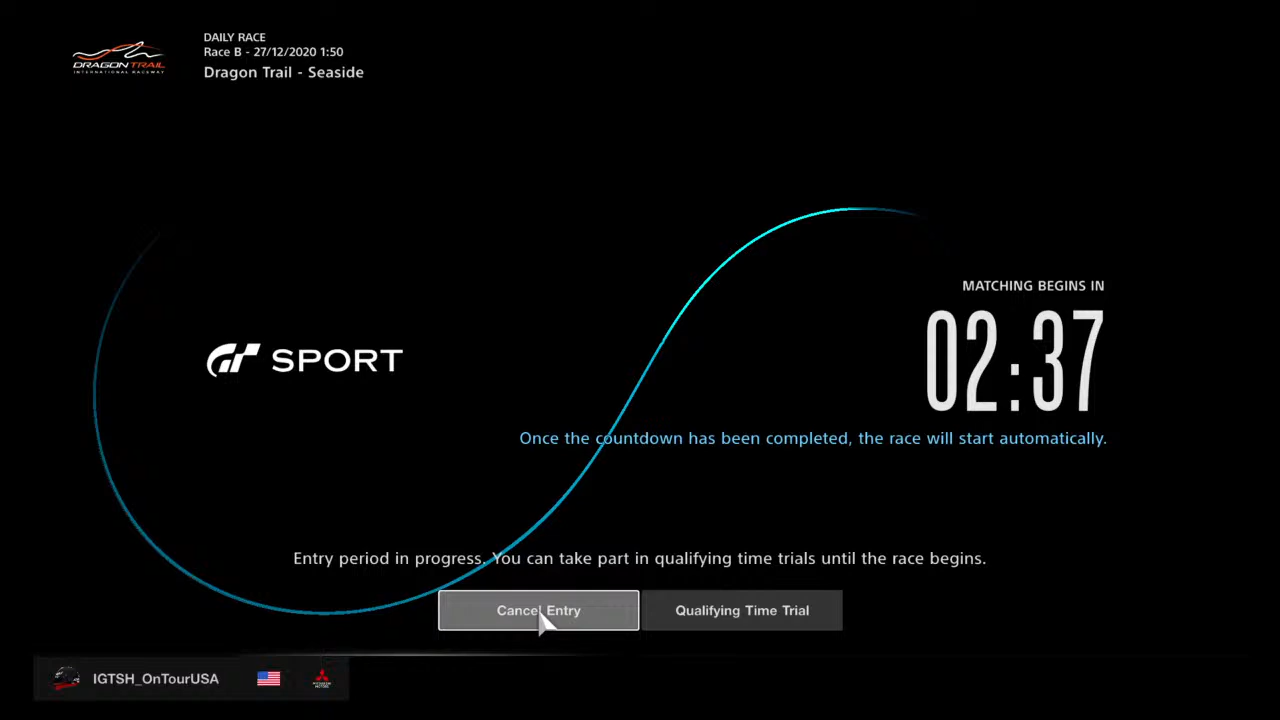 DAILY RACE
Race B - 27/12/2020 1:50
Dragon Trail - Seaside
DRAGON TRAIL
INTERNATIONAL RACEWAY
MATCHING BEGINS IN
02:37
GT SPORT
Once the countdown has been completed, the race will start automatically.
Entry period in progress. You can take part in qualifying time trials until the race begins.
Cancel Entry
Qualifying Time Trial
IGTSH_OnTourUSA
MITSUBISHI
MOTORS